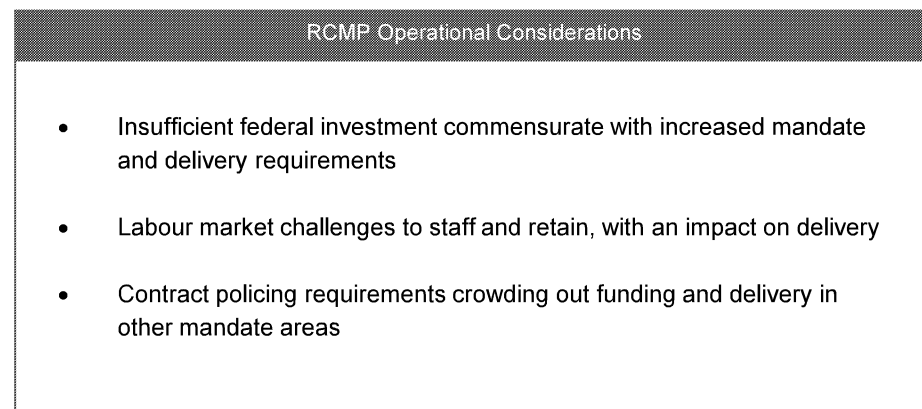 RCMP Operational Considerations
• Insufficient federal investment commensurate with increased mandate
and delivery requirements
• Labour market challenges to staff and retain, with an impact on delivery
• Contract policing requirements crowding out funding and delivery in
other mandate areas